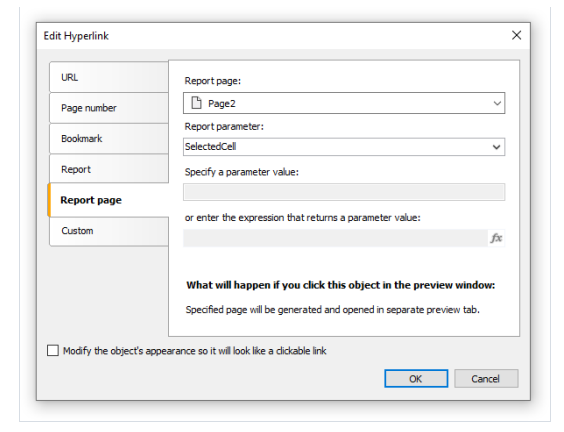 Edit Hyperlink
URL
Page number
Bookmark
Report
Report page
Custom
Report page:
Page2
Report parameter:
SelectedCell
Specify a parameter value:
or enter the expression that returns a parameter value:
fx
What will happen if you click this object in the preview window:
Specified page will be generated and opened in separate preview tab.
Modify the object's appearance so it will look like a clickable link
OK
Cancel